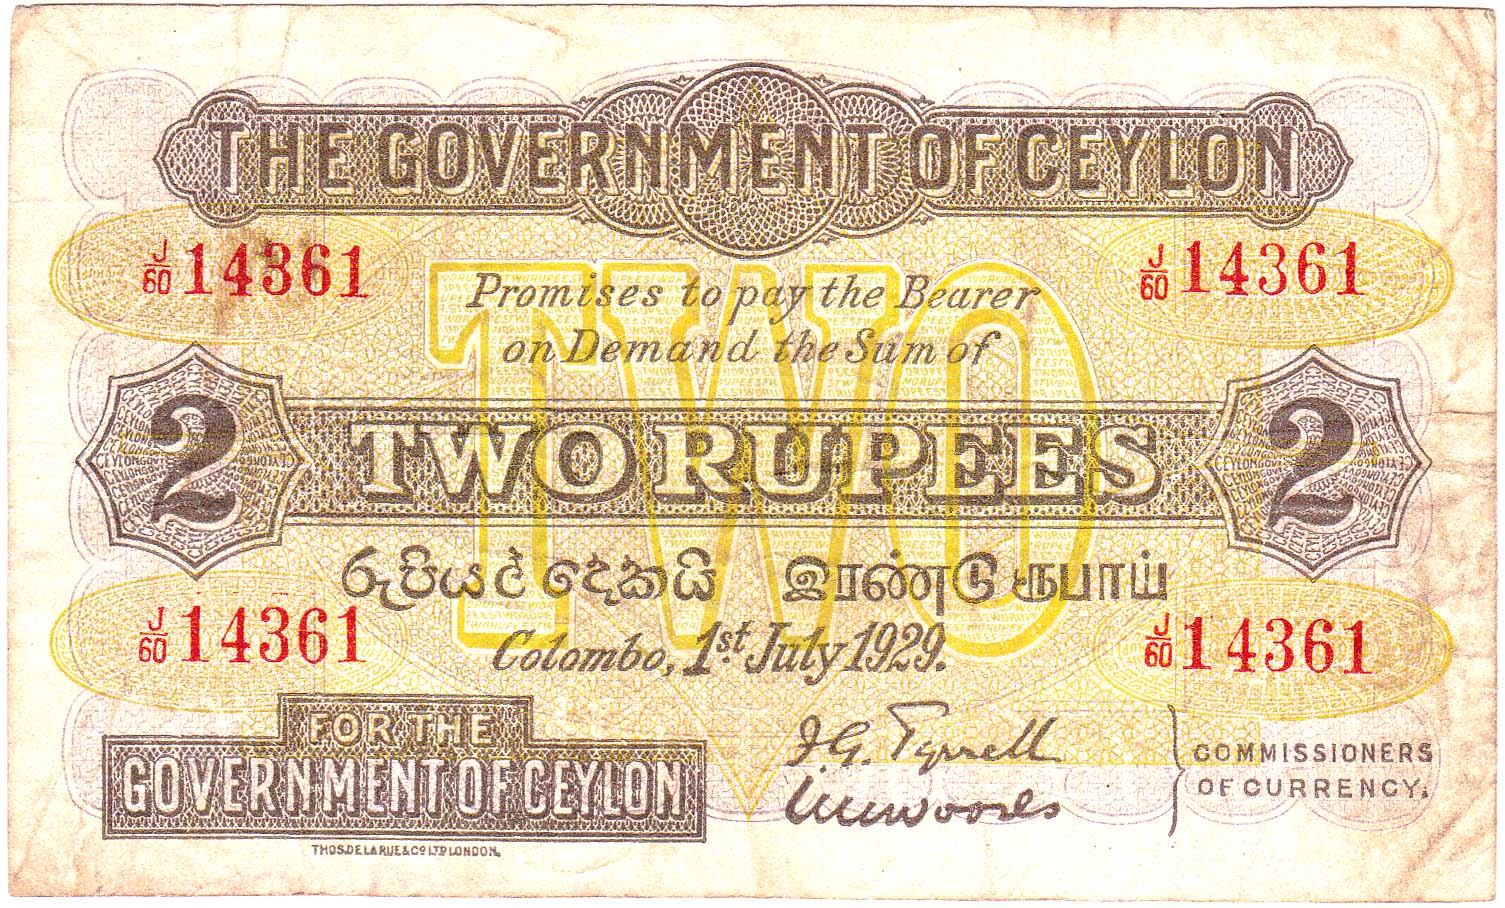 THE GOVERNMENT OF CEYLON
J/60 14361 J/60 14361
Promises to pay the Bearer
on Demand the Sum of
TWO
2 TWO RUPEES 2
රුපියල් දෙකයි இரண்டு ரூபாய்
Colombo, 1st July 1929.
J/60 14361 J/60 14361
FOR THE
GOVERNMENT OF CEYLON
J. G. Tyrrell
W W Woods
COMMISSIONERS
OF CURRENCY.
THOS. DE LA RUE & CO LTD LONDON.